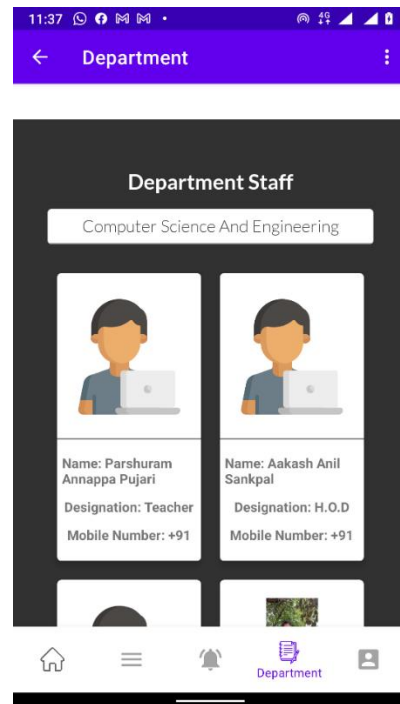 11:37
4G
Department
Department Staff
Computer Science And Engineering
Name: Parshuram
Annappa Pujari
Designation: Teacher
Mobile Number: +91
Name: Aakash Anil
Sankpal
Designation: H.O.D
Mobile Number: +91
Department